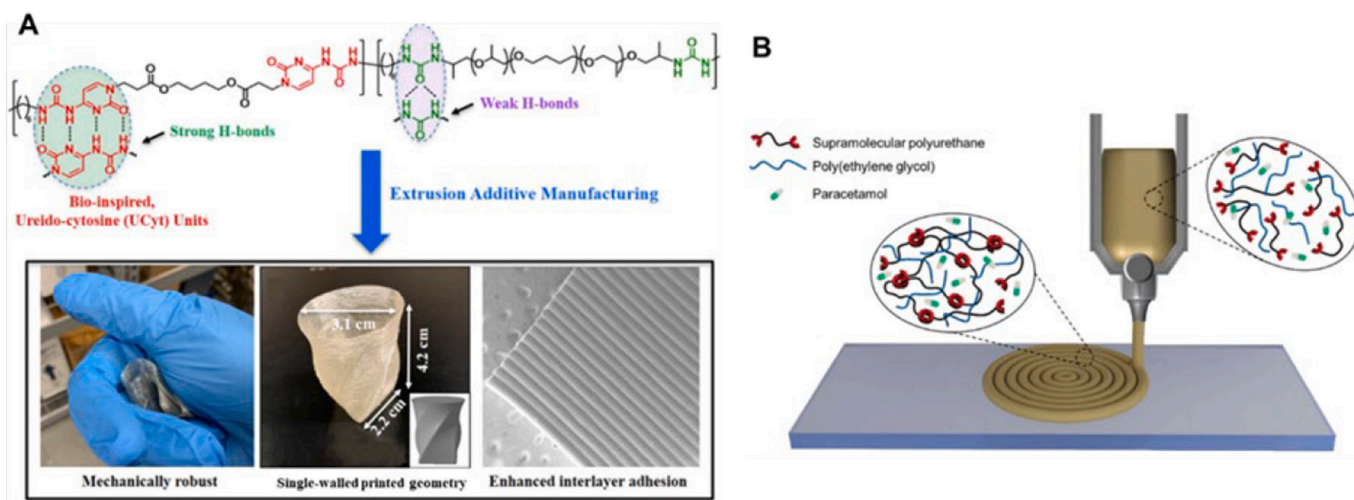 A
Strong H-bonds
Weak H-bonds
Bio-inspired,
Ureido-cytosine (UCyt) Units
Extrusion Additive Manufacturing
3.1 cm
4.2 cm
2.2 cm
Mechanically robust
Single-walled printed geometry
Enhanced interlayer adhesion
B
Supramolecular polyurethane
Poly(ethylene glycol)
Paracetamol